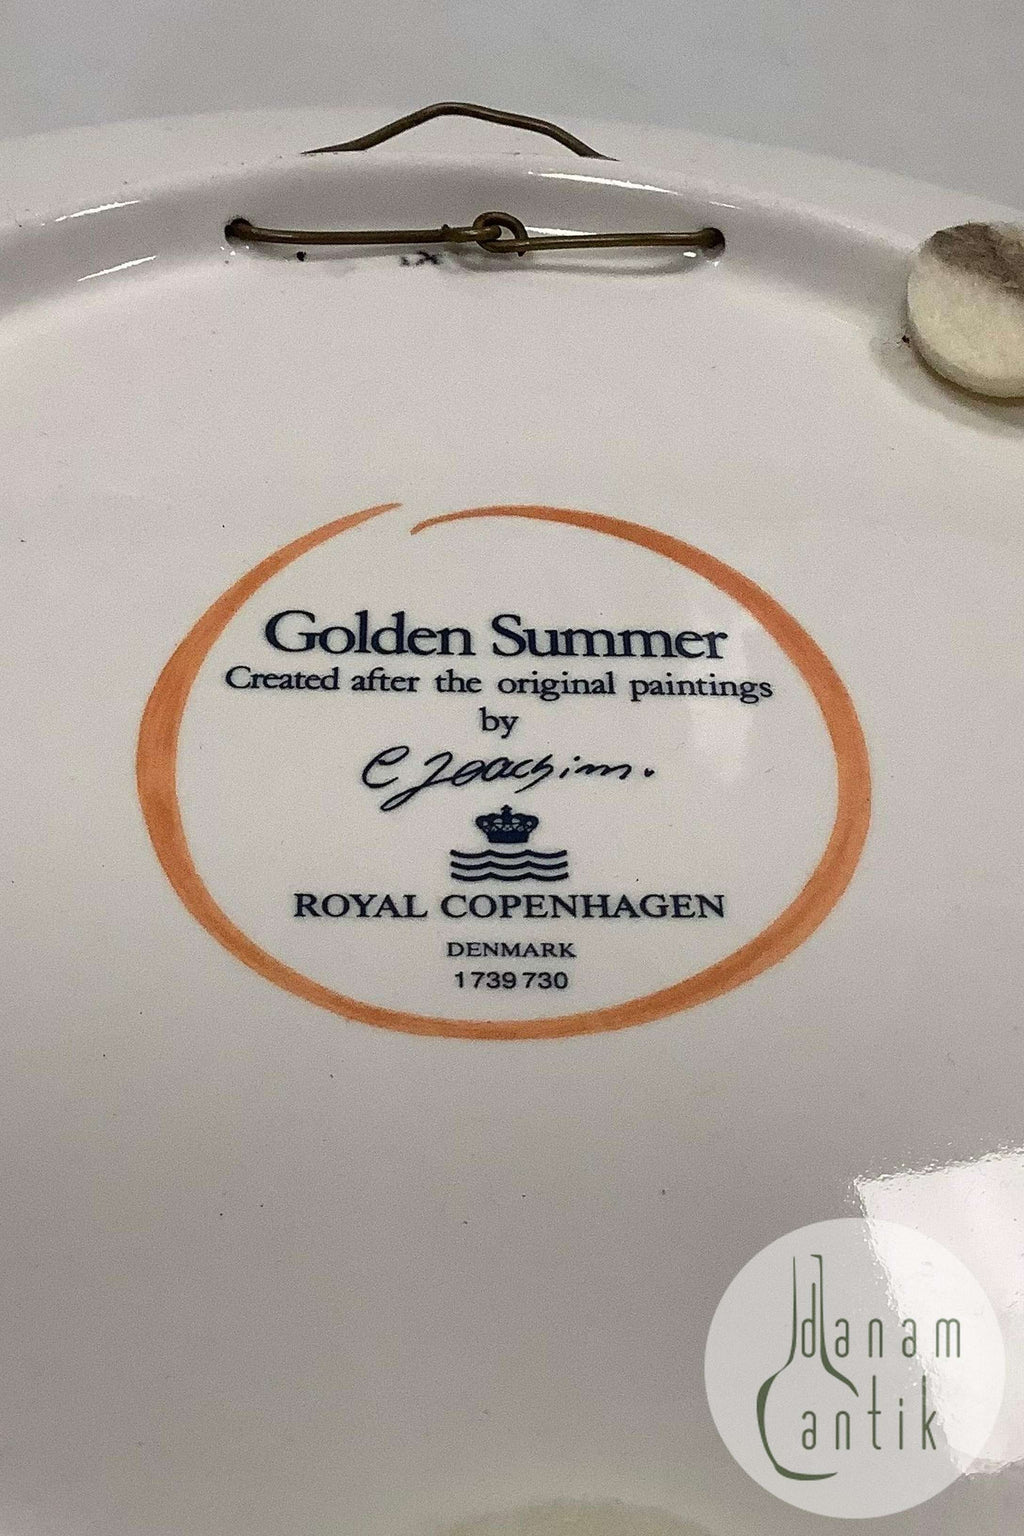 Golden Summer
Created after the original paintings
by
C Joachim.
ROYAL COPENHAGEN
DENMARK
1739 730
danam
antik